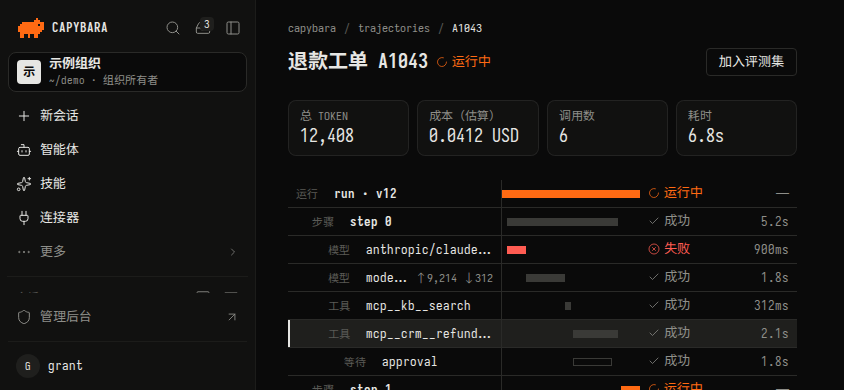 CAPYBARA
3
示
示例组织
~/demo · 组织所有者
新会话
智能体
技能
连接器
更多
管理后台
G
grant
capybara / trajectories / A1043
退款工单 A1043 运行中
加入评测集
总 TOKEN
12,408
成本（估算）
0.0412 USD
调用数
6
耗时
6.8s
运行 run · v12 运行中 —
步骤 step 0 成功 5.2s
模型 anthropic/claude... 失败 900ms
模型 mode... ↑9,214 ↓312 成功 1.8s
工具 mcp__kb__search 成功 312ms
工具 mcp__crm__refund... 成功 2.1s
等待 approval 成功 1.8s
步骤 step 1 运行中